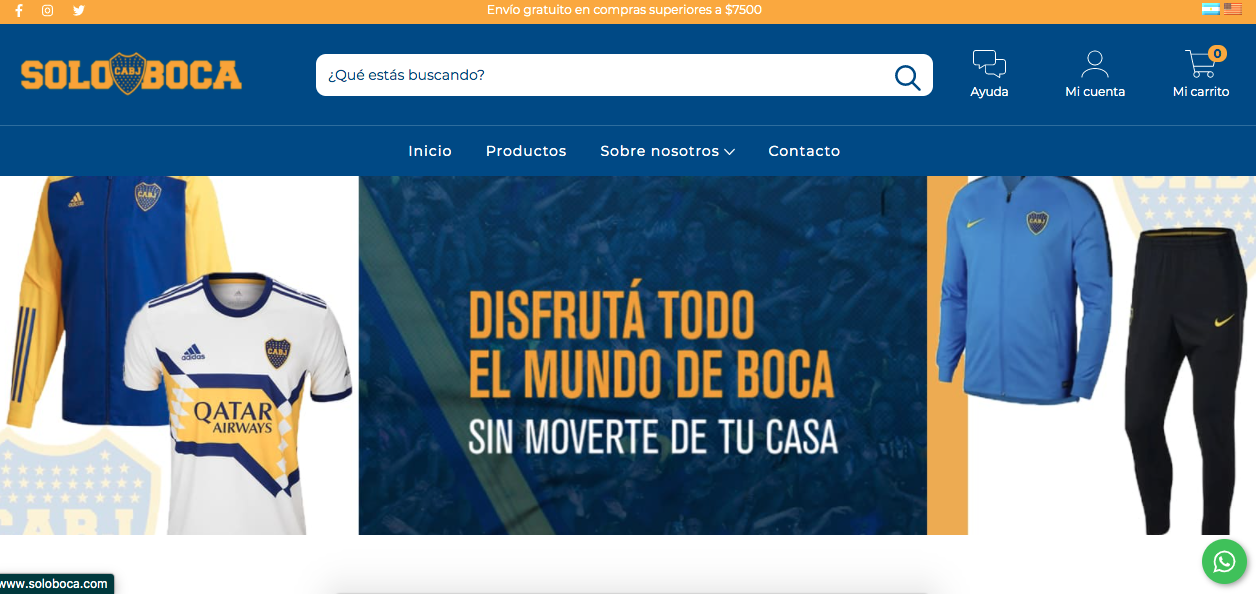 Envío gratuito en compras superiores a $7500
SOLO CABJ BOCA
¿Qué estás buscando?
Ayuda
Mi cuenta
0
Mi carrito
Inicio
Productos
Sobre nosotros
Contacto
CABJ
adidas
CABJ
QATAR
AIRWAYS
CABJ
DISFRUTÁ TODO
EL MUNDO DE BOCA
SIN MOVERTE DE TU CASA
www.soloboca.com